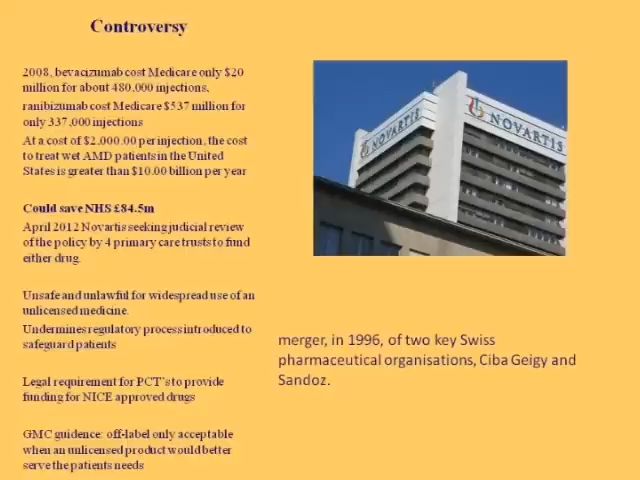 Controversy
2008, bevacizumab cost Medicare only $20
million for about 480,000 injections,
ranibizumab cost Medicare $537 million for
only 337,000 injections
At a cost of $2,000.00 per injection, the cost
to treat wet AMD patients in the United
States is greater than $10.00 billion per year
Could save NHS £84.5m
April 2012 Novartis seeking judicial review
of the policy by 4 primary care trusts to fund
either drug.
Unsafe and unlawful for widespread use of an
unlicensed medicine.
Undermines regulatory process introduced to
safeguard patients
Legal requirement for PCT's to provide
funding for NICE approved drugs
GMC guidence: off-label only acceptable
when an unlicensed product would better
serve the patients needs
NOVARTIS
NOVARTIS
merger, in 1996, of two key Swiss
pharmaceutical organisations, Ciba Geigy and
Sandoz.